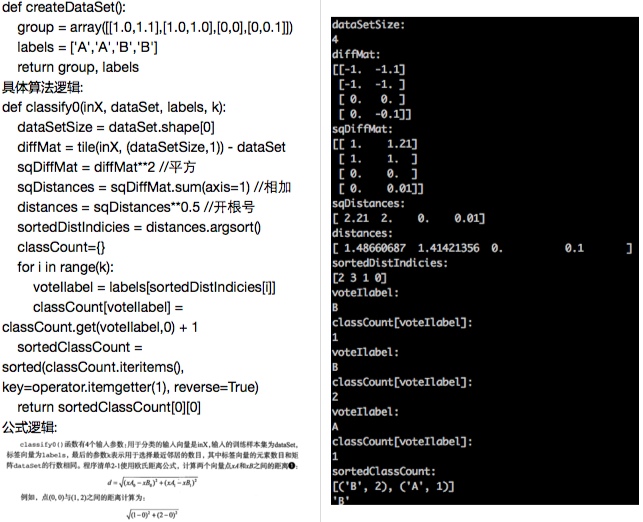 def createDataSet():
group = array([[1.0,1.1],[1.0,1.0],[0,0],[0,0.1]])
labels = ['A','A','B','B']
return group, labels
具体算法逻辑:
def classify0(inX, dataSet, labels, k):
dataSetSize = dataSet.shape[0]
diffMat = tile(inX, (dataSetSize,1)) - dataSet
sqDiffMat = diffMat**2 //平方
sqDistances = sqDiffMat.sum(axis=1) //相加
distances = sqDistances**0.5 //开根号
sortedDistIndicies = distances.argsort()
classCount={}
for i in range(k):
voteIlabel = labels[sortedDistIndicies[i]]
classCount[voteIlabel] =
classCount.get(voteIlabel,0) + 1
sortedClassCount =
sorted(classCount.iteritems(),
key=operator.itemgetter(1), reverse=True)
return sortedClassCount[0][0]
公式逻辑:
classify0()函数有4个输入参数:用于分类的输入向量是inX,输入的训练样本集为dataSet,
标签向量为labels,最后的参数k表示用于选择最近邻居的数目,其中标签向量的元素数目和矩
阵dataSet的行数相同。程序清单2-1使用欧氏距离公式,计算两个向量点xA和xB之间的距离❶:
d = √(xA₀ − xB₀)² + (xA₁ − xB₁)²
例如,点(0, 0)与(1, 2)之间的距离计算为:
√(1−0)² + (2−0)²
dataSetSize:
4
diffMat:
[[-1. -1.1]
[-1. -1. ]
[ 0. 0. ]
[ 0. -0.1]]
sqDiffMat:
[[ 1. 1.21]
[ 1. 1. ]
[ 0. 0. ]
[ 0. 0.01]]
sqDistances:
[ 2.21 2. 0. 0.01]
distances:
[ 1.48660687 1.41421356 0. 0.1 ]
sortedDistIndicies:
[2 3 1 0]
voteIlabel:
B
classCount[voteIlabel]:
1
voteIlabel:
B
classCount[voteIlabel]:
2
voteIlabel:
A
classCount[voteIlabel]:
1
sortedClassCount:
[('B', 2), ('A', 1)]
'B'